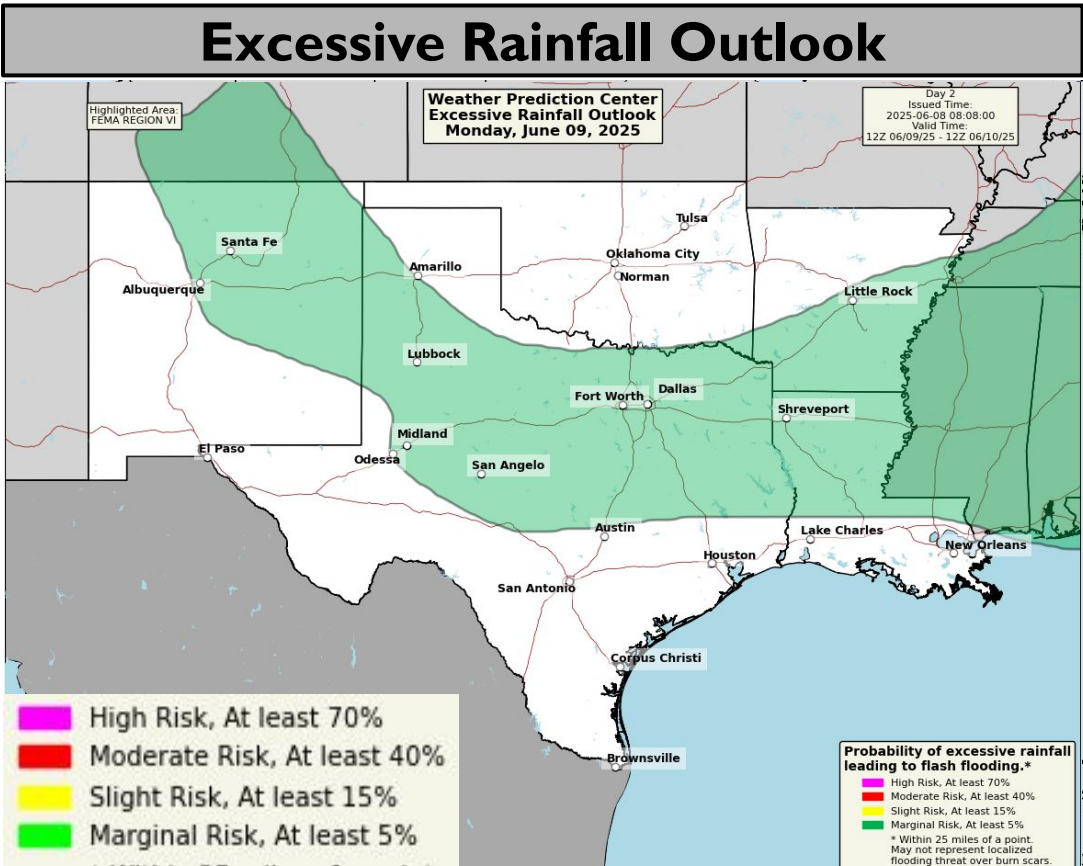 Excessive Rainfall Outlook
Highlighted Area:
FEMA REGION VI
Weather Prediction Center
Excessive Rainfall Outlook
Monday, June 09, 2025
Day 2
Issued Time:
2025-06-08 08:08:00
Valid Time:
12Z 06/09/25 - 12Z 06/10/25
Tulsa
Santa Fe
Oklahoma City
Amarillo
Norman
Albuquerque
Little Rock
Lubbock
Dallas
Fort Worth
Shreveport
Midland
El Paso
Odessa
San Angelo
Austin
Lake Charles
New Orleans
Houston
San Antonio
Corpus Christi
Brownsville
High Risk, At least 70%
Moderate Risk, At least 40%
Slight Risk, At least 15%
Marginal Risk, At least 5%
Probability of excessive rainfall
leading to flash flooding.*
High Risk, At least 70%
Moderate Risk, At least 40%
Slight Risk, At least 15%
Marginal Risk, At least 5%
* Within 25 miles of a point.
May not represent localized
flooding threat over burn scars.